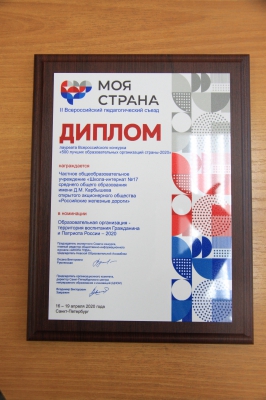 МОЯ
СТРАНА
II Всероссийский педагогический съезд
ДИПЛОМ
лауреата Всероссийского конкурса
«500 лучших образовательных организаций страны-2020»
награждается
Частное общеобразовательное
учреждение «Школа-интернат №17
среднего общего образования
имени Д.М. Карбышева
открытого акционерного общества
«Российские железные дороги»
в номинации
Образовательная организация -
территория воспитания Гражданина
и Патриота России – 2020
18 – 19 апреля 2020 года
Санкт-Петербург